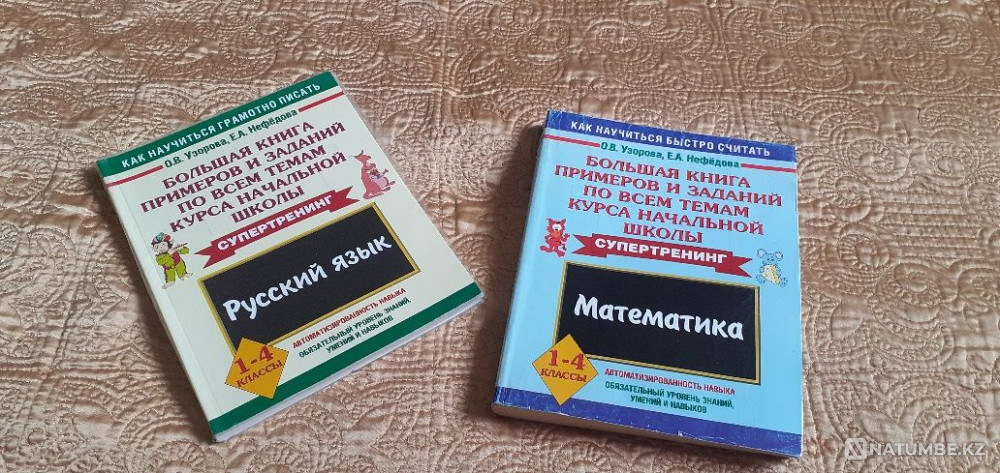 КАК НАУЧИТЬСЯ ГРАМОТНО ПИСАТЬ
О.В. Узорова, Е.А. Нефёдова
БОЛЬШАЯ КНИГА
ПРИМЕРОВ И ЗАДАНИЙ
ПО ВСЕМ ТЕМАМ
КУРСА НАЧАЛЬНОЙ
ШКОЛЫ
СУПЕРТРЕНИНГ
Русский язык
1-4
КЛАССЫ
АВТОМАТИЗИРОВАННОСТЬ НАВЫКА
ОБЯЗАТЕЛЬНЫЙ УРОВЕНЬ ЗНАНИЙ,
УМЕНИЙ И НАВЫКОВ
КАК НАУЧИТЬСЯ БЫСТРО СЧИТАТЬ
О.В. Узорова, Е.А. Нефёдова
БОЛЬШАЯ КНИГА
ПРИМЕРОВ И ЗАДАНИЙ
ПО ВСЕМ ТЕМАМ
КУРСА НАЧАЛЬНОЙ
ШКОЛЫ
СУПЕРТРЕНИНГ
Математика
1-4
КЛАССЫ
АВТОМАТИЗИРОВАННОСТЬ НАВЫКА
ОБЯЗАТЕЛЬНЫЙ УРОВЕНЬ ЗНАНИЙ,
УМЕНИЙ И НАВЫКОВ
NATUMBE.KZ